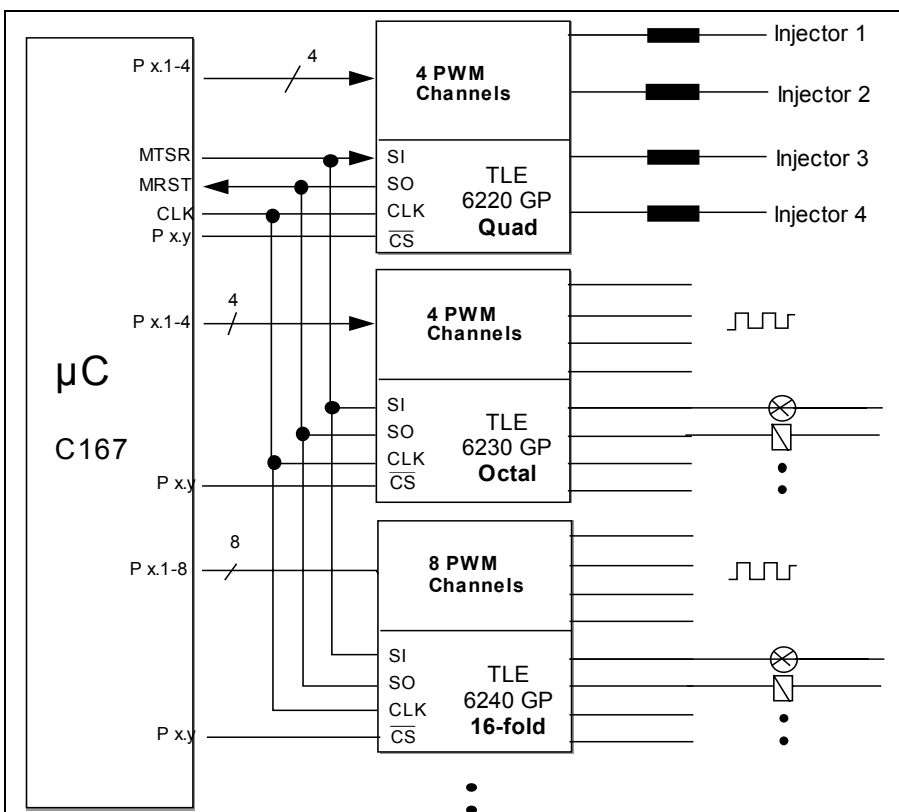 Injector 1
P x.1-4
4
4 PWM
Channels
Injector 2
MTSR
SI
Injector 3
MRST
SO
TLE
6220 GP
Quad
CLK
CLK
Injector 4
P x.y
CS
4
P x.1-4
4 PWM
Channels
µC
C167
SI
TLE
6230 GP
Octal
SO
CLK
P x.y
CS
8
P x.1-8
8 PWM
Channels
SI
TLE
6240 GP
16-fold
SO
CLK
P x.y
CS